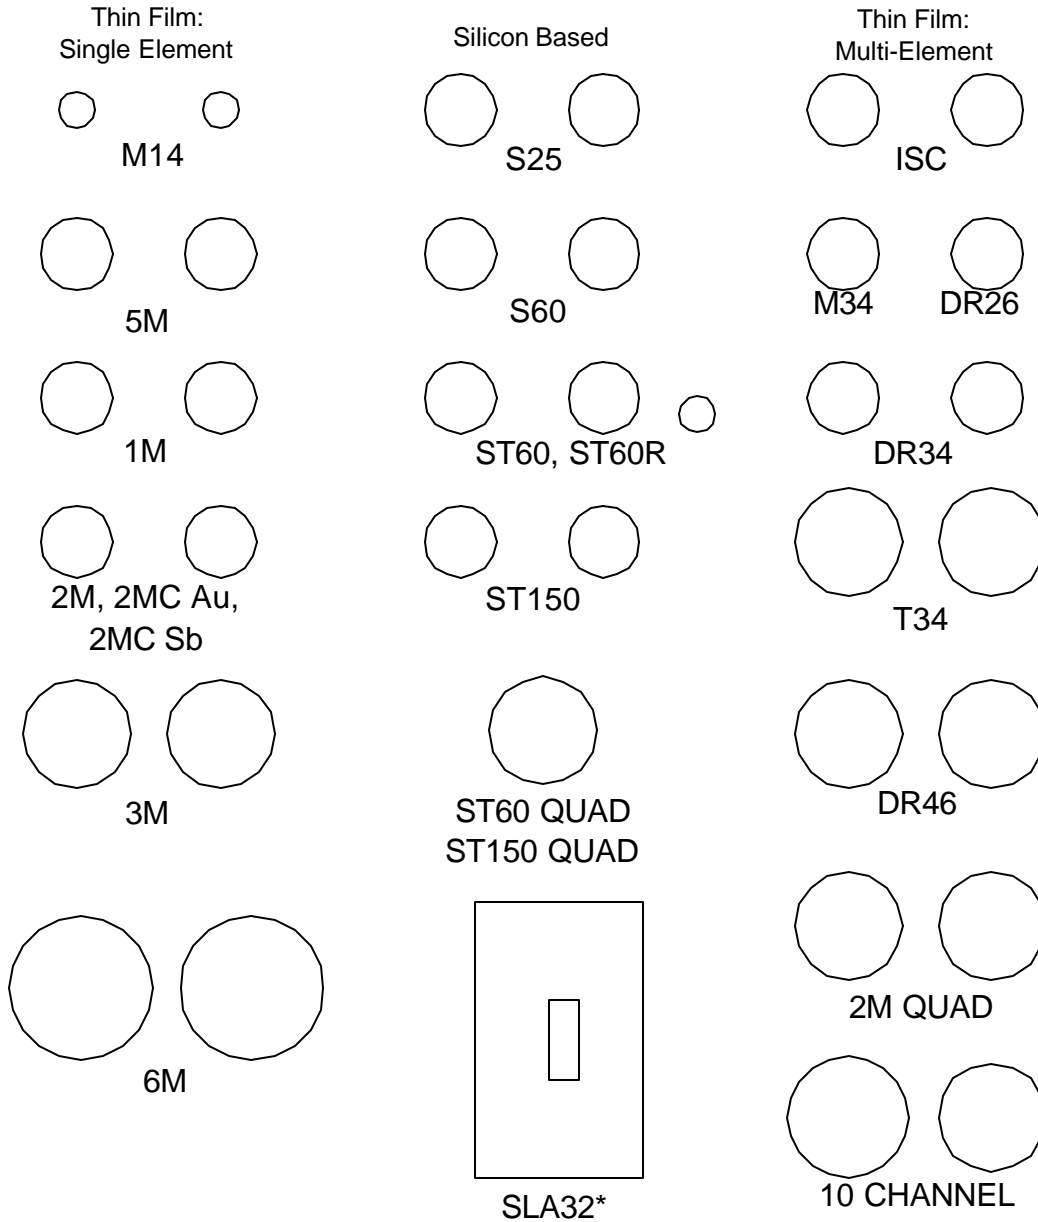 Thin Film:
Single Element
M14
5M
1M
2M, 2MC Au,
2MC Sb
3M
6M
Silicon Based
S25
S60
ST60, ST60R
ST150
ST60 QUAD
ST150 QUAD
SLA32*
Thin Film:
Multi-Element
ISC
M34 DR26
DR34
T34
DR46
2M QUAD
10 CHANNEL